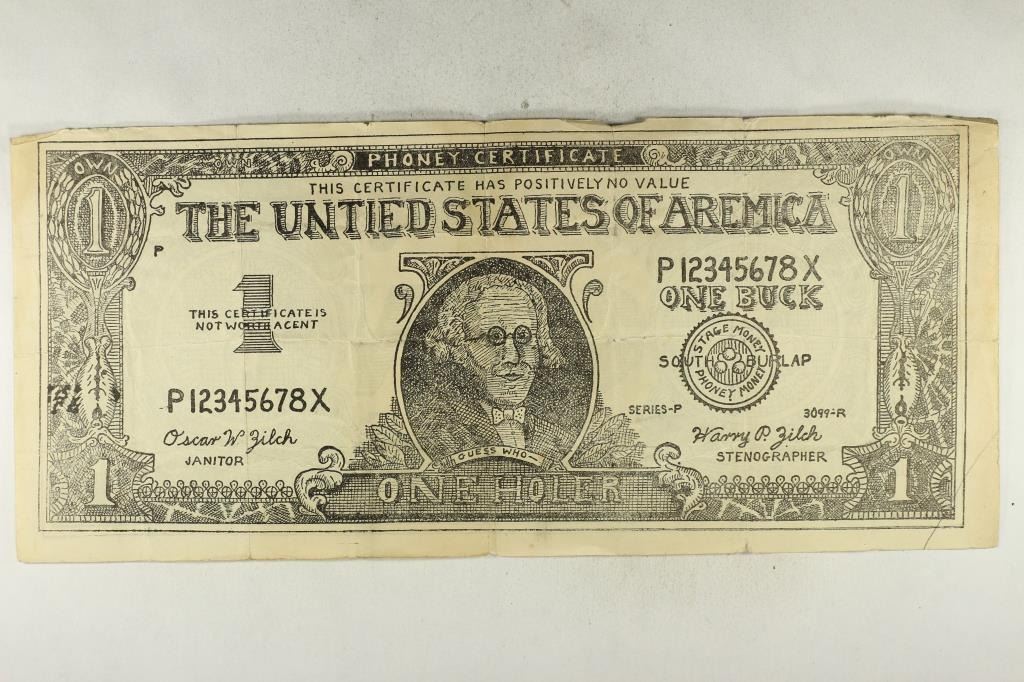 PHONEY CERTIFICATE
OWN
OWN
THIS CERTIFICATE HAS POSITIVELY NO VALUE
THE UNTIED STATES OF AREMICA
1
1
P
P12345678X
ONE BUCK
1
THIS CERTIFICATE IS
NOT WORTH A CENT
STAGE MONEY
SOUTH BURLAP
PHONEY MONEY
P12345678X
SERIES-P
3099-R
Oscar W Zilch
Harry P. Zilch
JANITOR
STENOGRAPHER
GUESS WHO
1
ONE HOLER
1